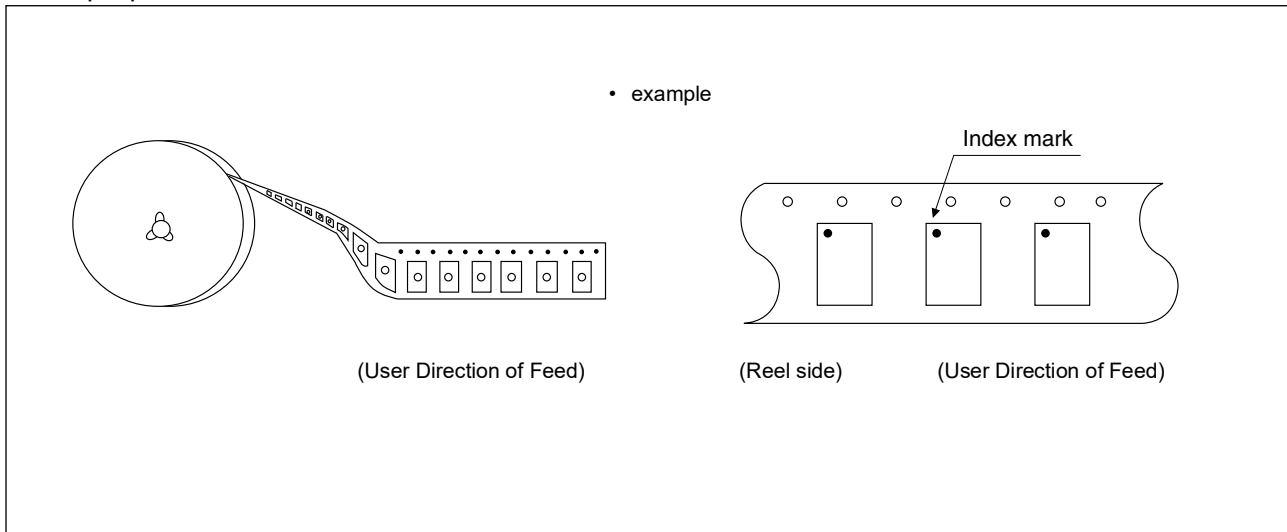 • example
Index mark
(User Direction of Feed)
(Reel side)
(User Direction of Feed)